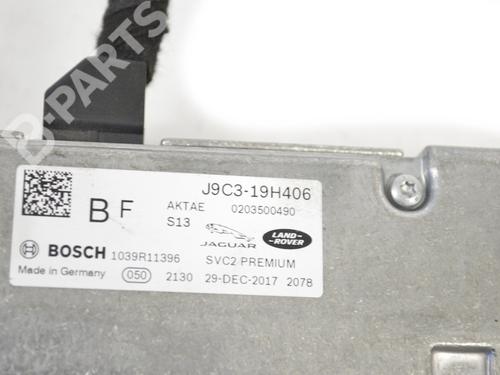 B-PARTS
J9C3-19H406
B F
AKTAE 0203500490
S13
JAGUAR
LAND-
ROVER
BOSCH 1039R11396 SVC2 PREMIUM
Made in Germany 050 2130 29-DEC-2017 2078